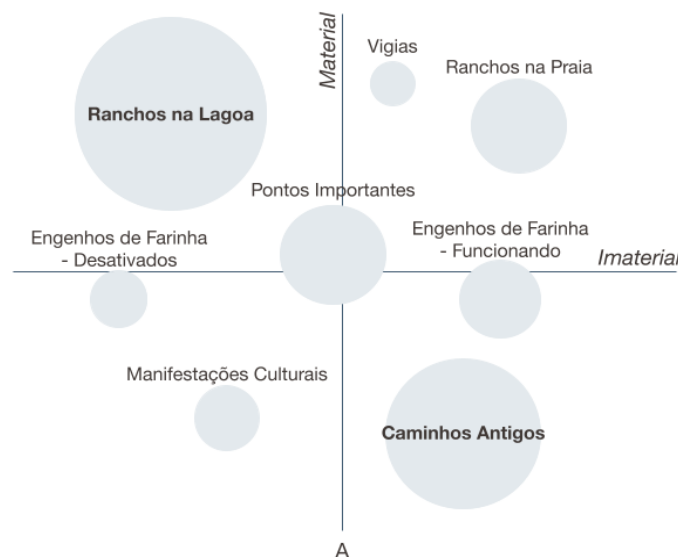 Material
Vigias
Ranchos na Praia
Ranchos na Lagoa
Pontos Importantes
Engenhos de Farinha
- Desativados
Engenhos de Farinha
- Funcionando
Imaterial
Manifestações Culturais
Caminhos Antigos
A